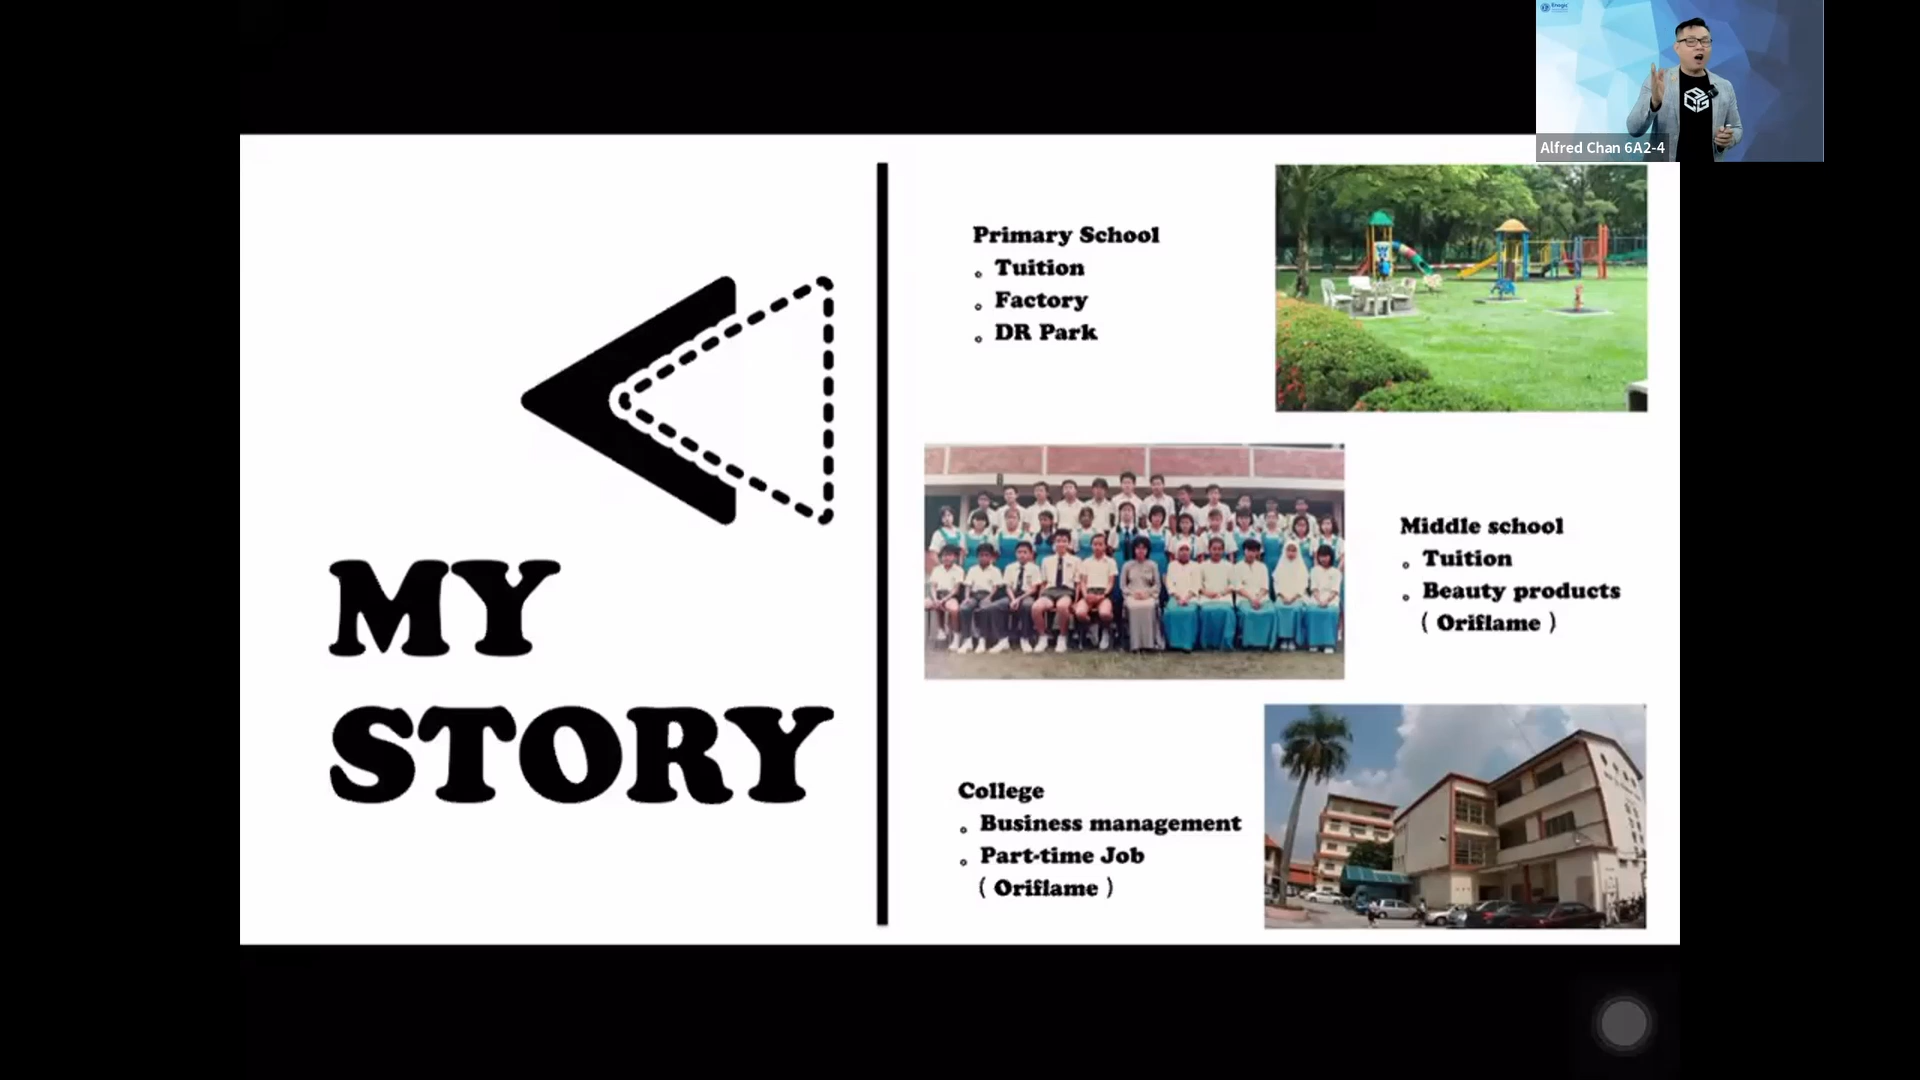 Enagic
Alfred Chan 6A2-4
MY
STORY
Primary School
Tuition
Factory
DR Park
Middle school
Tuition
Beauty products
( Oriflame )
College
Business management
Part-time Job
( Oriflame )